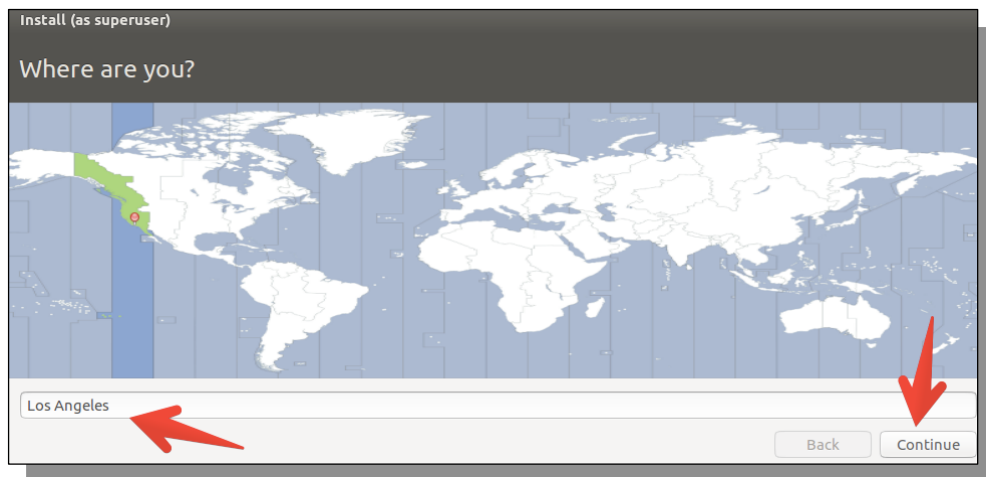 Install (as superuser)
Where are you?
Los Angeles
Back
Continue